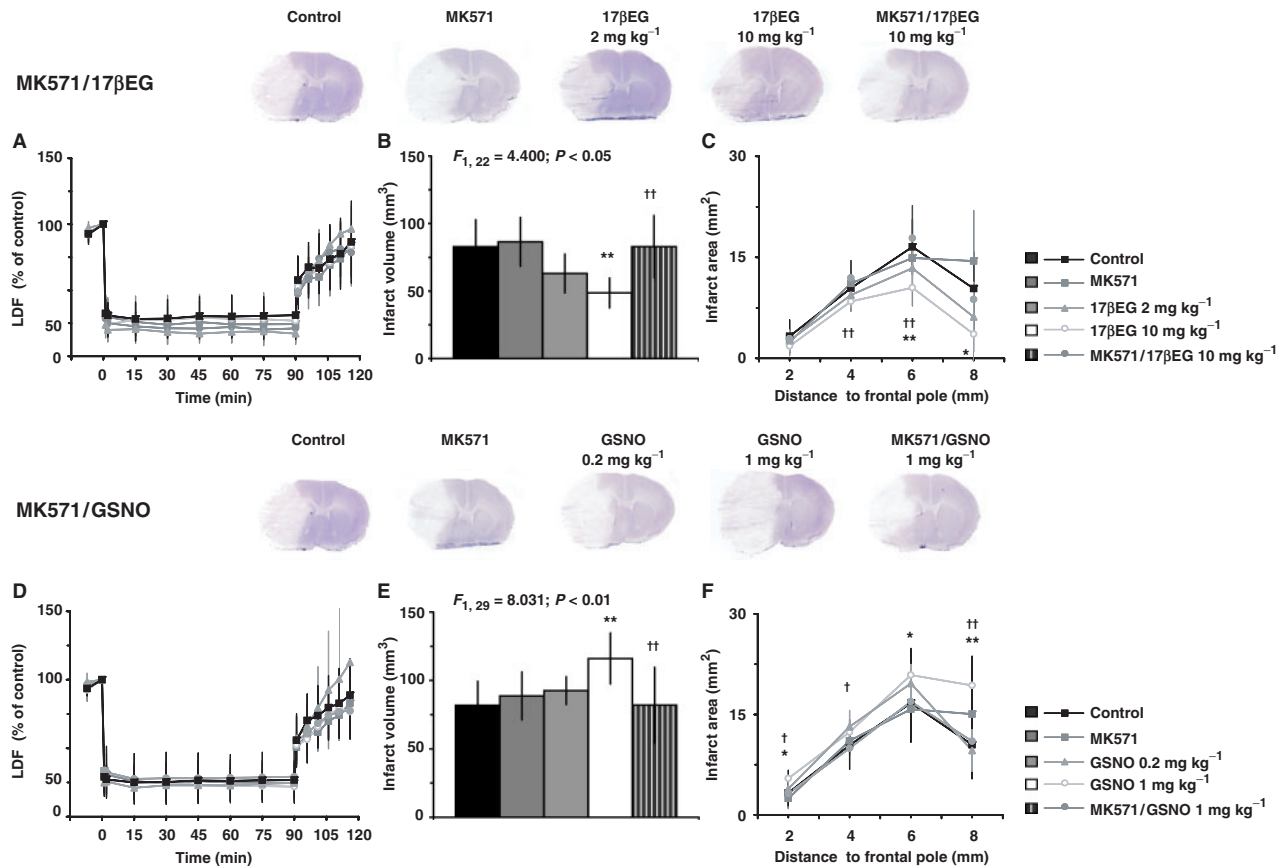 Control MK571 17βEG 17βEG MK571/17βEG
2 mg kg⁻¹ 10 mg kg⁻¹ 10 mg kg⁻¹
MK571/17βEG
A
150
100
50
0
LDF (% of control)
0 15 30 45 60 75 90 105 120
Time (min)
B
F1, 22 = 4.400; P < 0.05
150
100
50
0
Infarct volume (mm³)
**
††
C
30
15
0
Infarct area (mm²)
††
††
**
*
2 4 6 8
Distance to frontal pole (mm)
Control
MK571
17βEG 2 mg kg⁻¹
17βEG 10 mg kg⁻¹
MK571/17βEG 10 mg kg⁻¹
Control MK571 GSNO GSNO MK571/GSNO
0.2 mg kg⁻¹ 1 mg kg⁻¹ 1 mg kg⁻¹
MK571/GSNO
D
150
100
50
0
LDF (% of control)
0 15 30 45 60 75 90 105 120
Time (min)
E
F1, 29 = 8.031; P < 0.01
150
100
50
0
Infarct volume (mm³)
**
††
F
30
15
0
Infarct area (mm²)
†
*
†
*
††
**
2 4 6 8
Distance to frontal pole (mm)
Control
MK571
GSNO 0.2 mg kg⁻¹
GSNO 1 mg kg⁻¹
MK571/GSNO 1 mg kg⁻¹